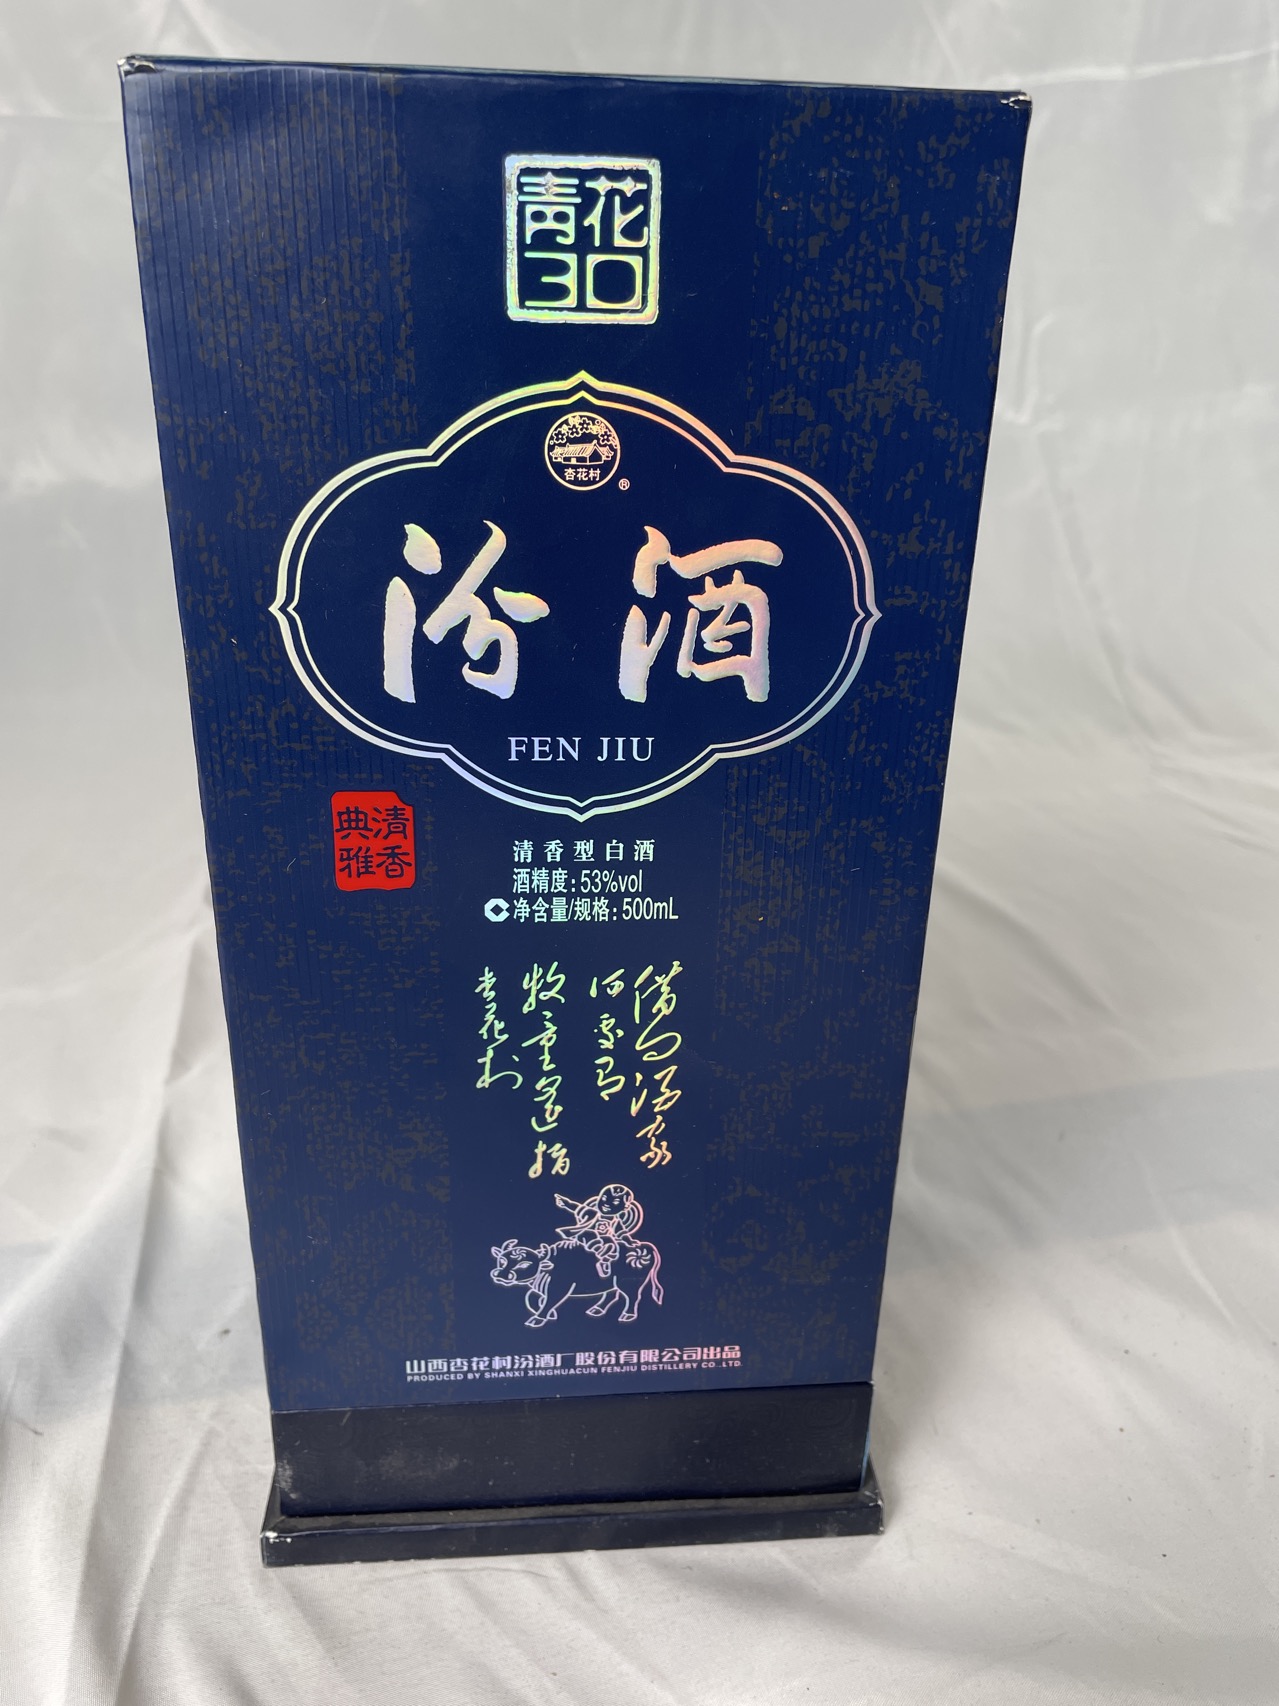 青花
30
杏花村
®
汾酒
FEN JIU
清香
典雅
清香型白酒
酒精度:53%vol
净含量/规格:500mL
借问酒家
何处有
牧童遥指
杏花村
山西杏花村汾酒厂股份有限公司出品
PRODUCED BY SHANXI XINGHUACUN FENJIU DISTILLERY CO.,LTD.